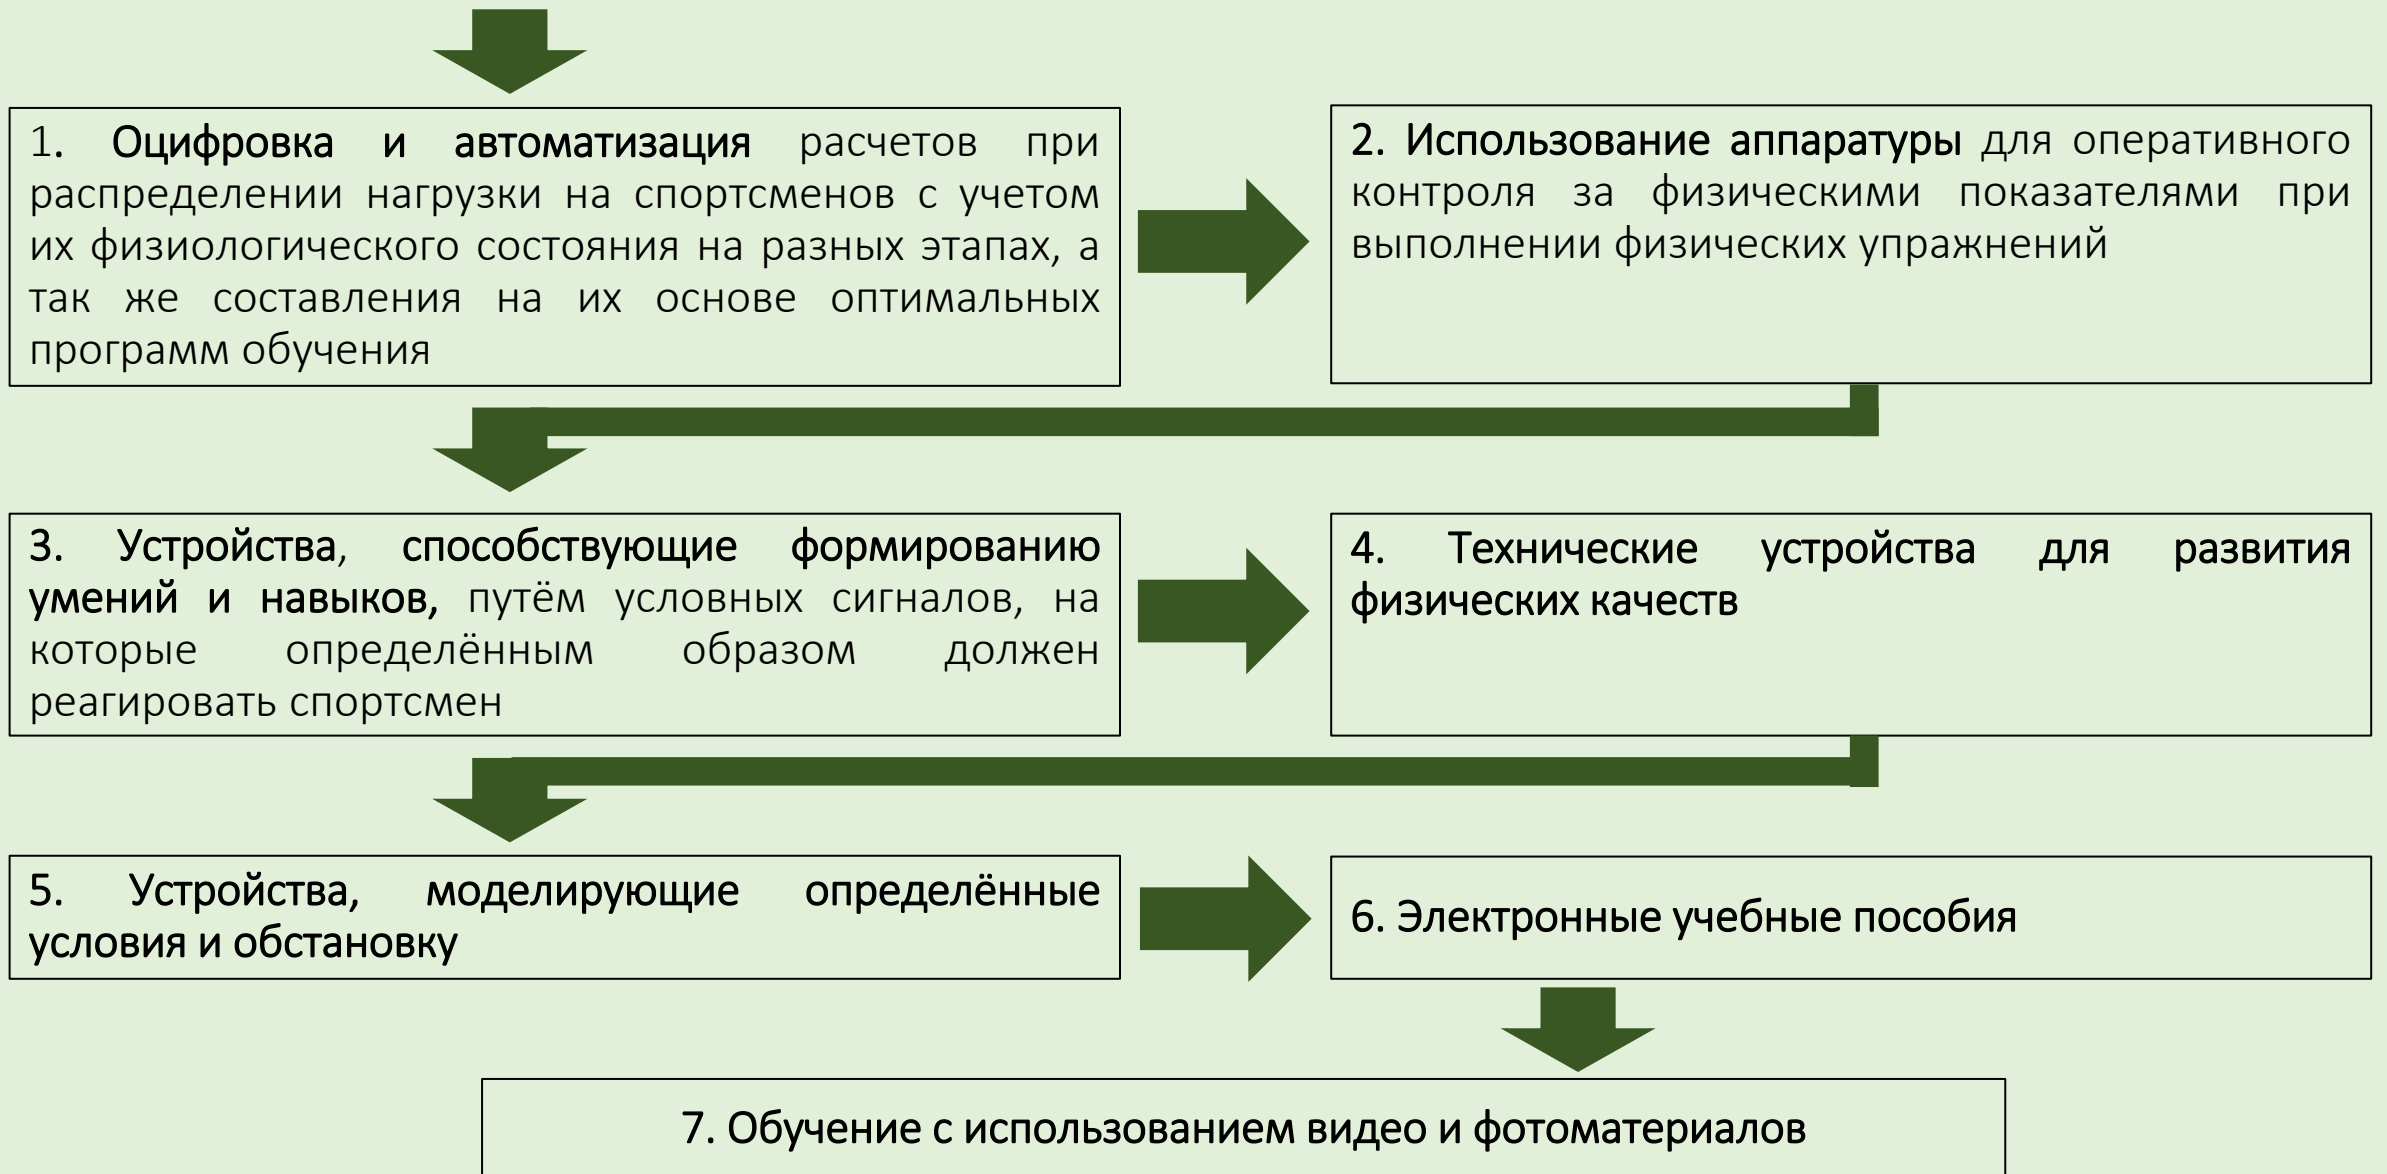 1. Оцифровка и автоматизация расчетов при
распределении нагрузки на спортсменов с учетом
их физиологического состояния на разных этапах, а
так же составления на их основе оптимальных
программ обучения
2. Использование аппаратуры для оперативного
контроля за физическими показателями при
выполнении физических упражнений
3. Устройства, способствующие формированию
умений и навыков, путём условных сигналов, на
которые определённым образом должен
реагировать спортсмен
4. Технические устройства для развития
физических качеств
5. Устройства, моделирующие определённые
условия и обстановку
6. Электронные учебные пособия
7. Обучение с использованием видео и фотоматериалов